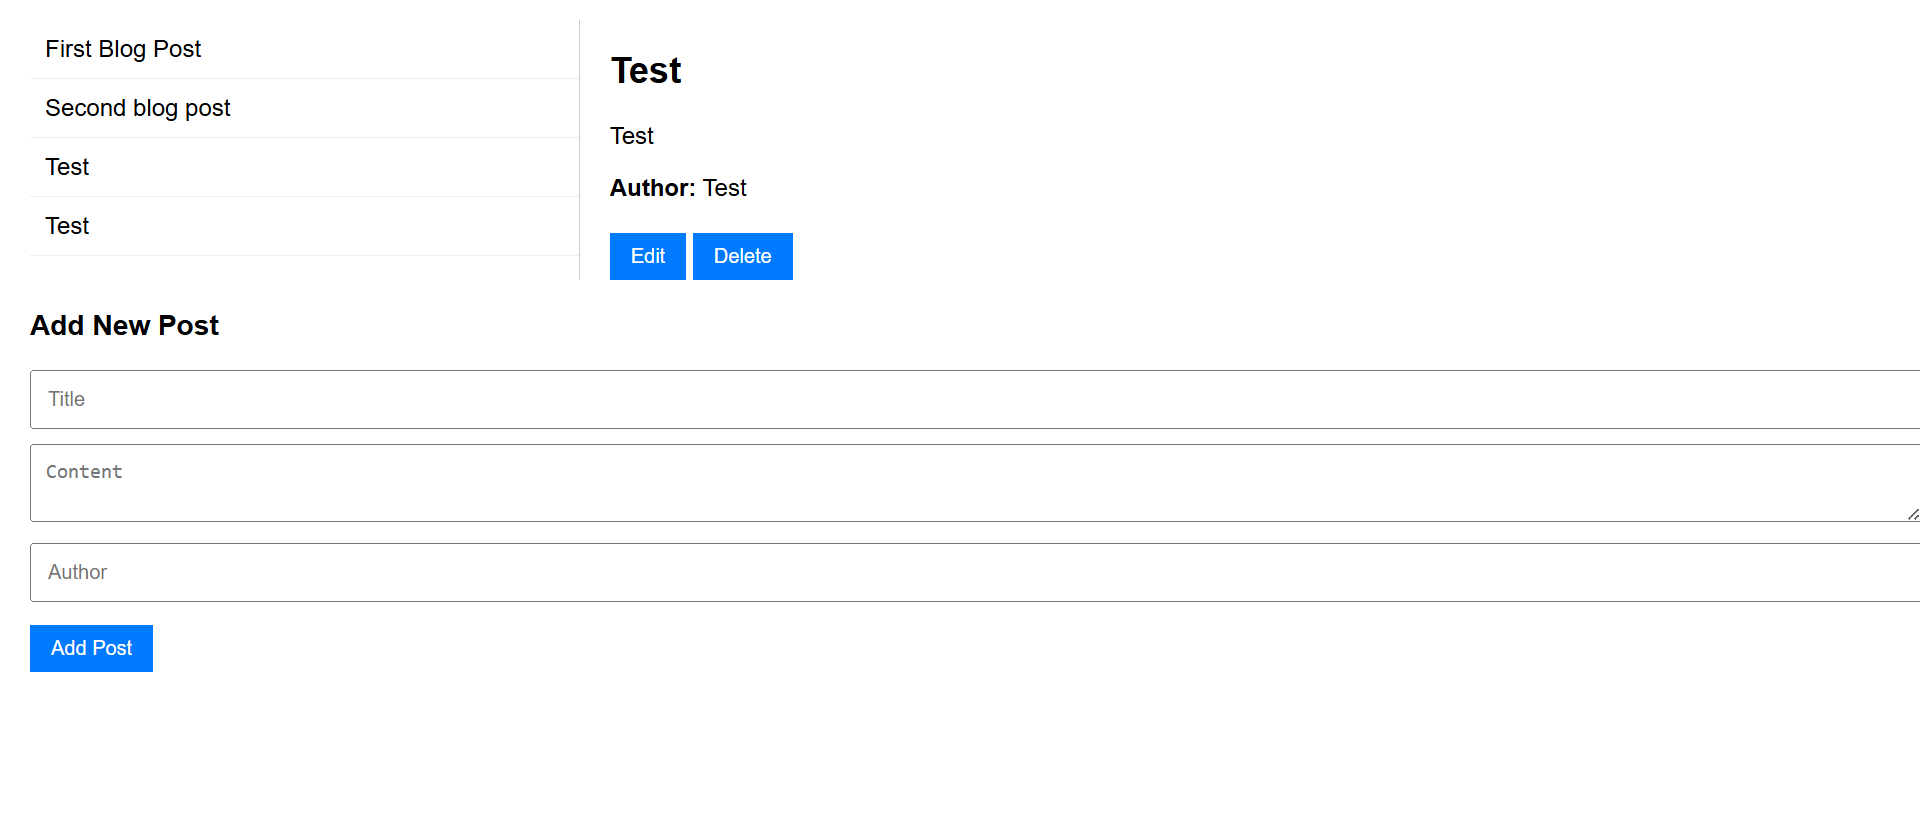 First Blog Post
Second blog post
Test
Test
Test
Test
Author: Test
Edit Delete
Add New Post
Title
Content
Author
Add Post